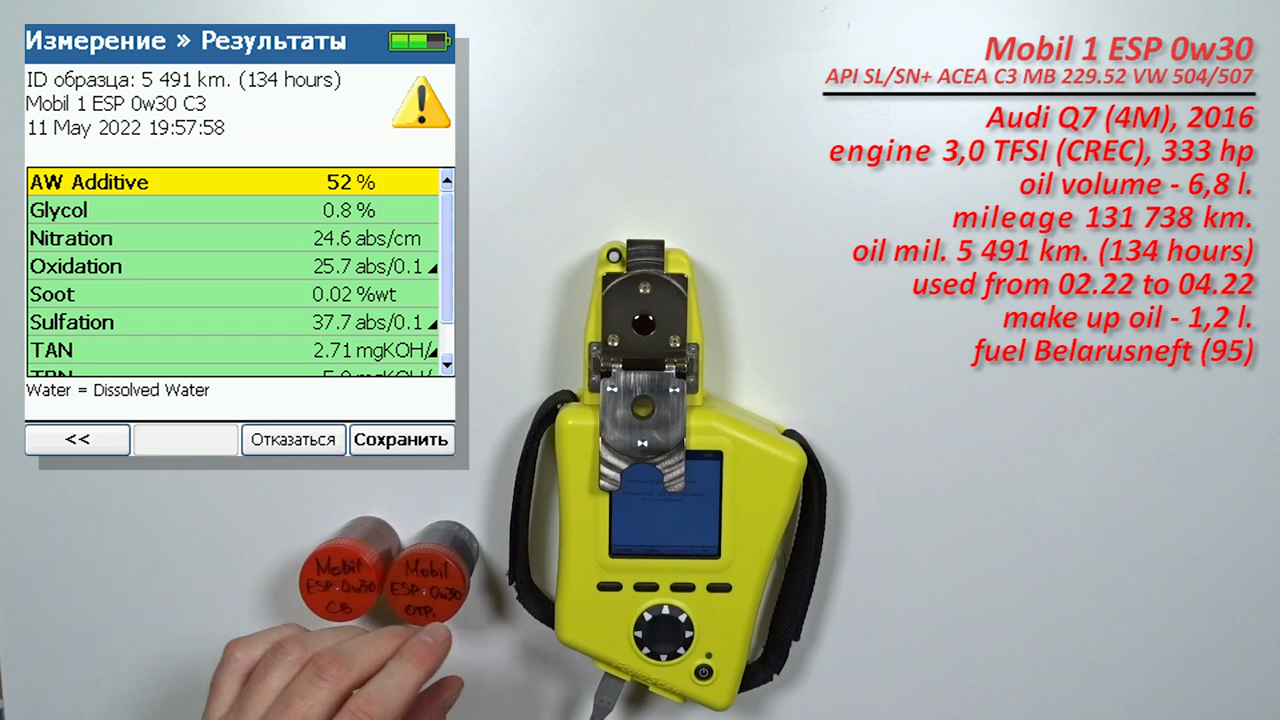 Измерение » Результаты
ID образца: 5 491 km. (134 hours)
Mobil 1 ESP 0w30 C3
11 May 2022 19:57:58
AW Additive 52 %
Glycol 0.8 %
Nitration 24.6 abs/cm
Oxidation 25.7 abs/0.1
Soot 0.02 %wt
Sulfation 37.7 abs/0.1
TAN 2.71 mgKOH/
Water = Dissolved Water
<<
Отказаться
Сохранить
Mobil 1 ESP 0w30
API SL/SN+ ACEA C3 MB 229.52 VW 504/507
Audi Q7 (4M), 2016
engine 3,0 TFSI (CREC), 333 hp
oil volume - 6,8 l.
mileage 131 738 km.
oil mil. 5 491 km. (134 hours)
used from 02.22 to 04.22
make up oil - 1,2 l.
fuel Belarusneft (95)
Mobil
ESP 0w30
СВ
Mobil
ESP 0w30
ОТР.